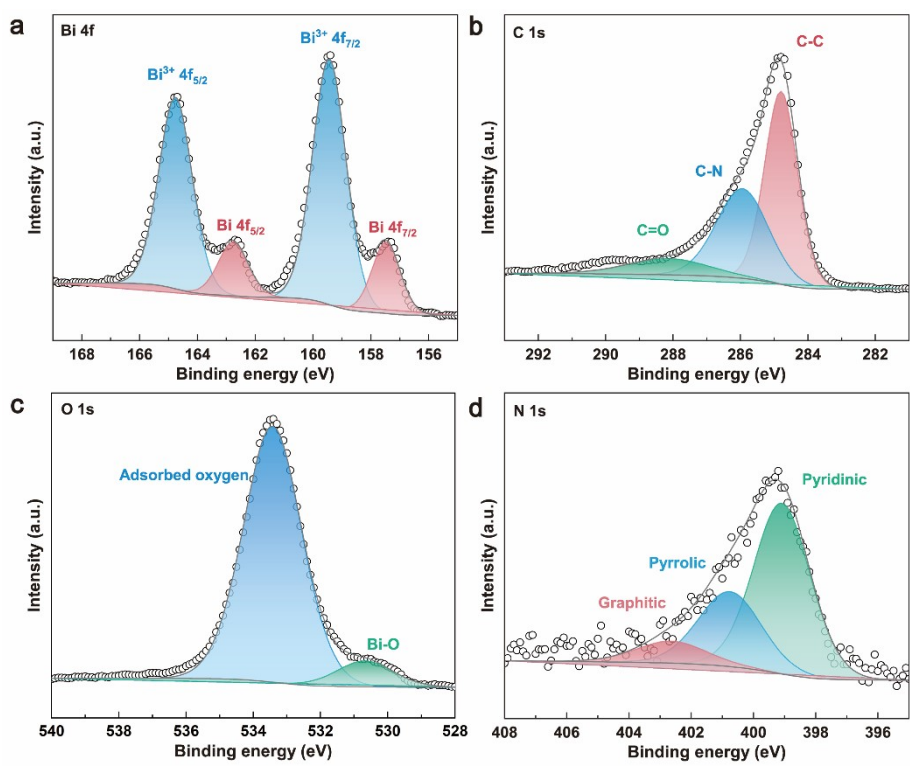 a
Bi 4f
Bi³⁺ 4f₇/₂
Bi³⁺ 4f₅/₂
Bi 4f₅/₂
Bi 4f₇/₂
Intensity (a.u.)
168 166 164 162 160 158 156
Binding energy (eV)
b
C 1s
C-C
C-N
C=O
Intensity (a.u.)
292 290 288 286 284 282
Binding energy (eV)
c
O 1s
Adsorbed oxygen
Bi-O
Intensity (a.u.)
540 538 536 534 532 530 528
Binding energy (eV)
d
N 1s
Pyridinic
Pyrrolic
Graphitic
Intensity (a.u.)
408 406 404 402 400 398 396
Binding energy (eV)